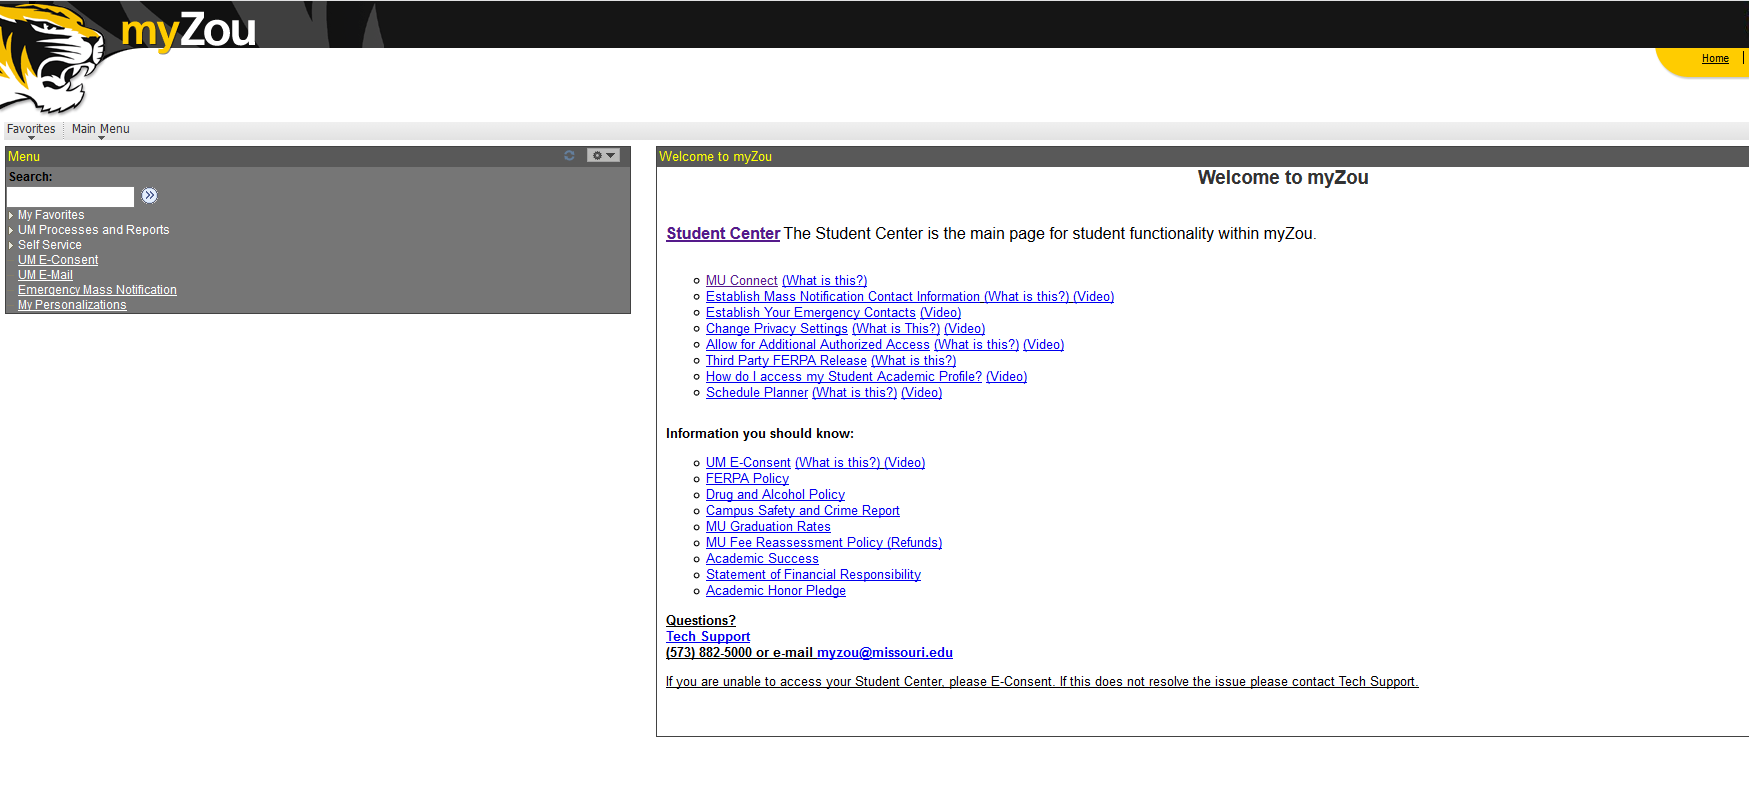 myZou
Home |
Favorites Main Menu
Menu
Search:
My Favorites
UM Processes and Reports
Self Service
UM E-Consent
UM E-Mail
Emergency Mass Notification
My Personalizations
Welcome to myZou
Welcome to myZou
Student Center The Student Center is the main page for student functionality within myZou.
MU Connect (What is this?)
Establish Mass Notification Contact Information (What is this?) (Video)
Establish Your Emergency Contacts (Video)
Change Privacy Settings (What is This?) (Video)
Allow for Additional Authorized Access (What is this?) (Video)
Third Party FERPA Release (What is this?)
How do I access my Student Academic Profile? (Video)
Schedule Planner (What is this?) (Video)
Information you should know:
UM E-Consent (What is this?) (Video)
FERPA Policy
Drug and Alcohol Policy
Campus Safety and Crime Report
MU Graduation Rates
MU Fee Reassessment Policy (Refunds)
Academic Success
Statement of Financial Responsibility
Academic Honor Pledge
Questions?
Tech Support
(573) 882-5000 or e-mail myzou@missouri.edu
If you are unable to access your Student Center, please E-Consent. If this does not resolve the issue please contact Tech Support.